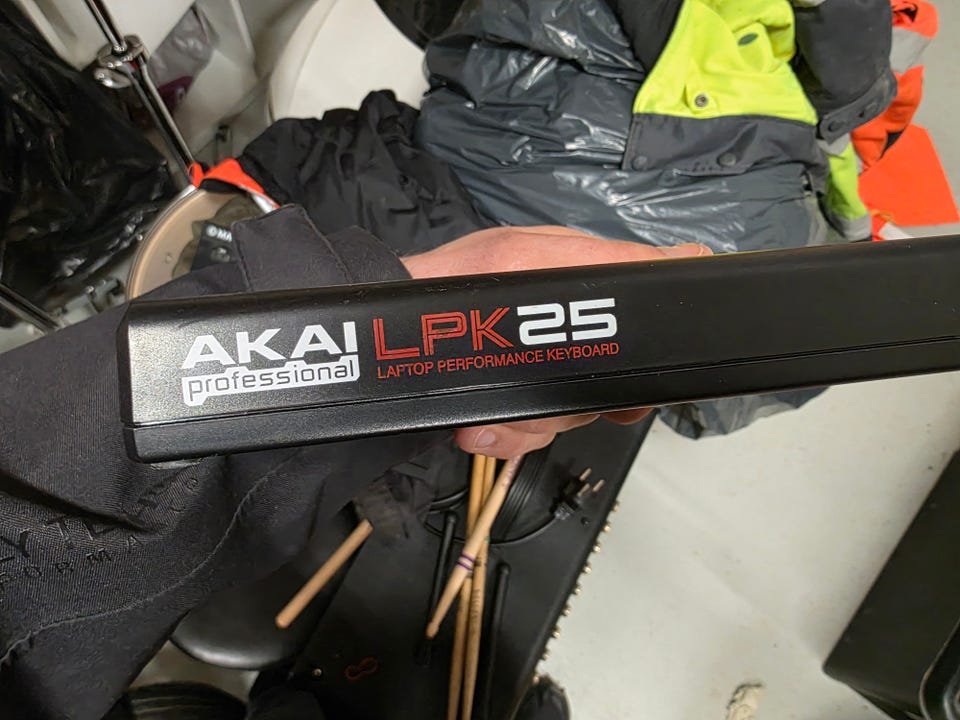 AKAI LPK25
professional LAPTOP PERFORMANCE KEYBOARD